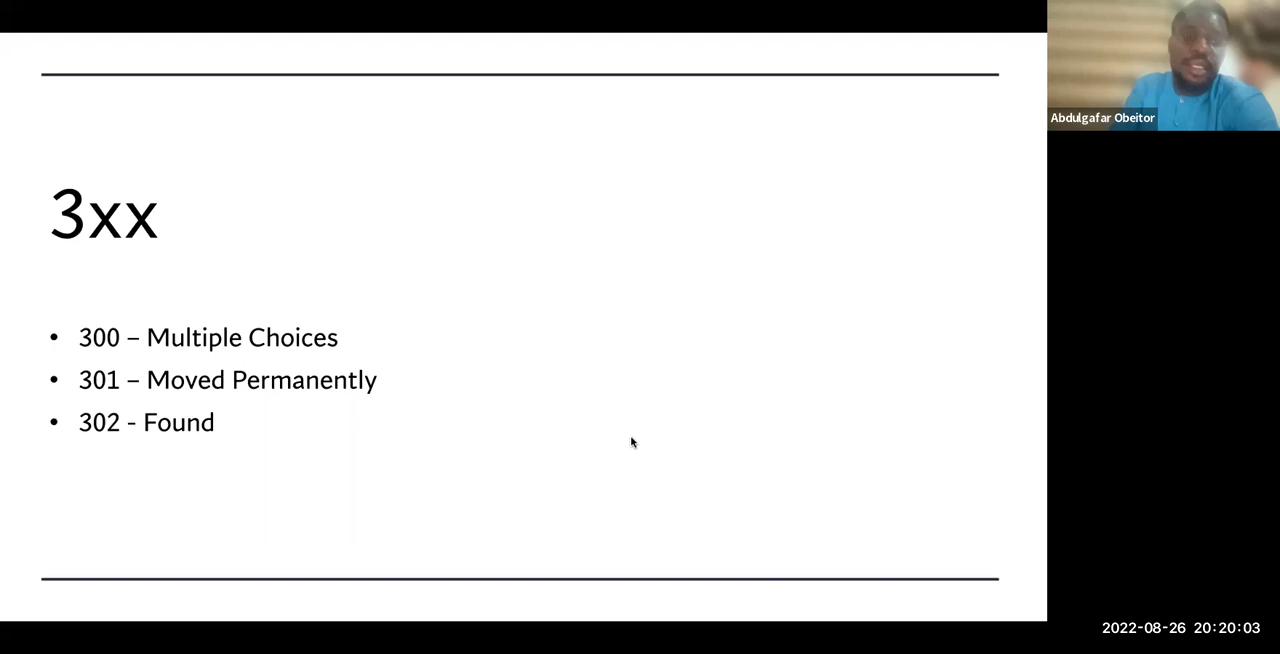 3xx
• 300 – Multiple Choices
• 301 – Moved Permanently
• 302 - Found
Abdulgafar Obeitor
2022-08-26 20:20:03